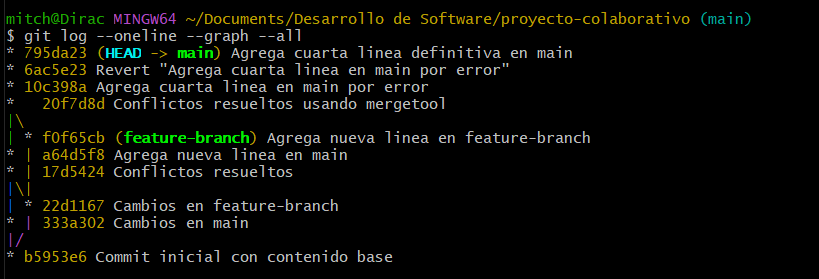 mitch@Dirac MINGW64 ~/Documents/Desarrollo de Software/proyecto-colaborativo (main)
$ git log --oneline --graph --all
* 795da23 (HEAD -> main) Agrega cuarta linea definitiva en main
* 6ac5e23 Revert "Agrega cuarta linea en main por error"
* 10c398a Agrega cuarta linea en main por error
*   20f7d8d Conflictos resueltos usando mergetool
|\
| * f0f65cb (feature-branch) Agrega nueva linea en feature-branch
* | a64d5f8 Agrega nueva linea en main
* | 17d5424 Conflictos resueltos
|\|
| * 22d1167 Cambios en feature-branch
* | 333a302 Cambios en main
|/
* b5953e6 Commit inicial con contenido base